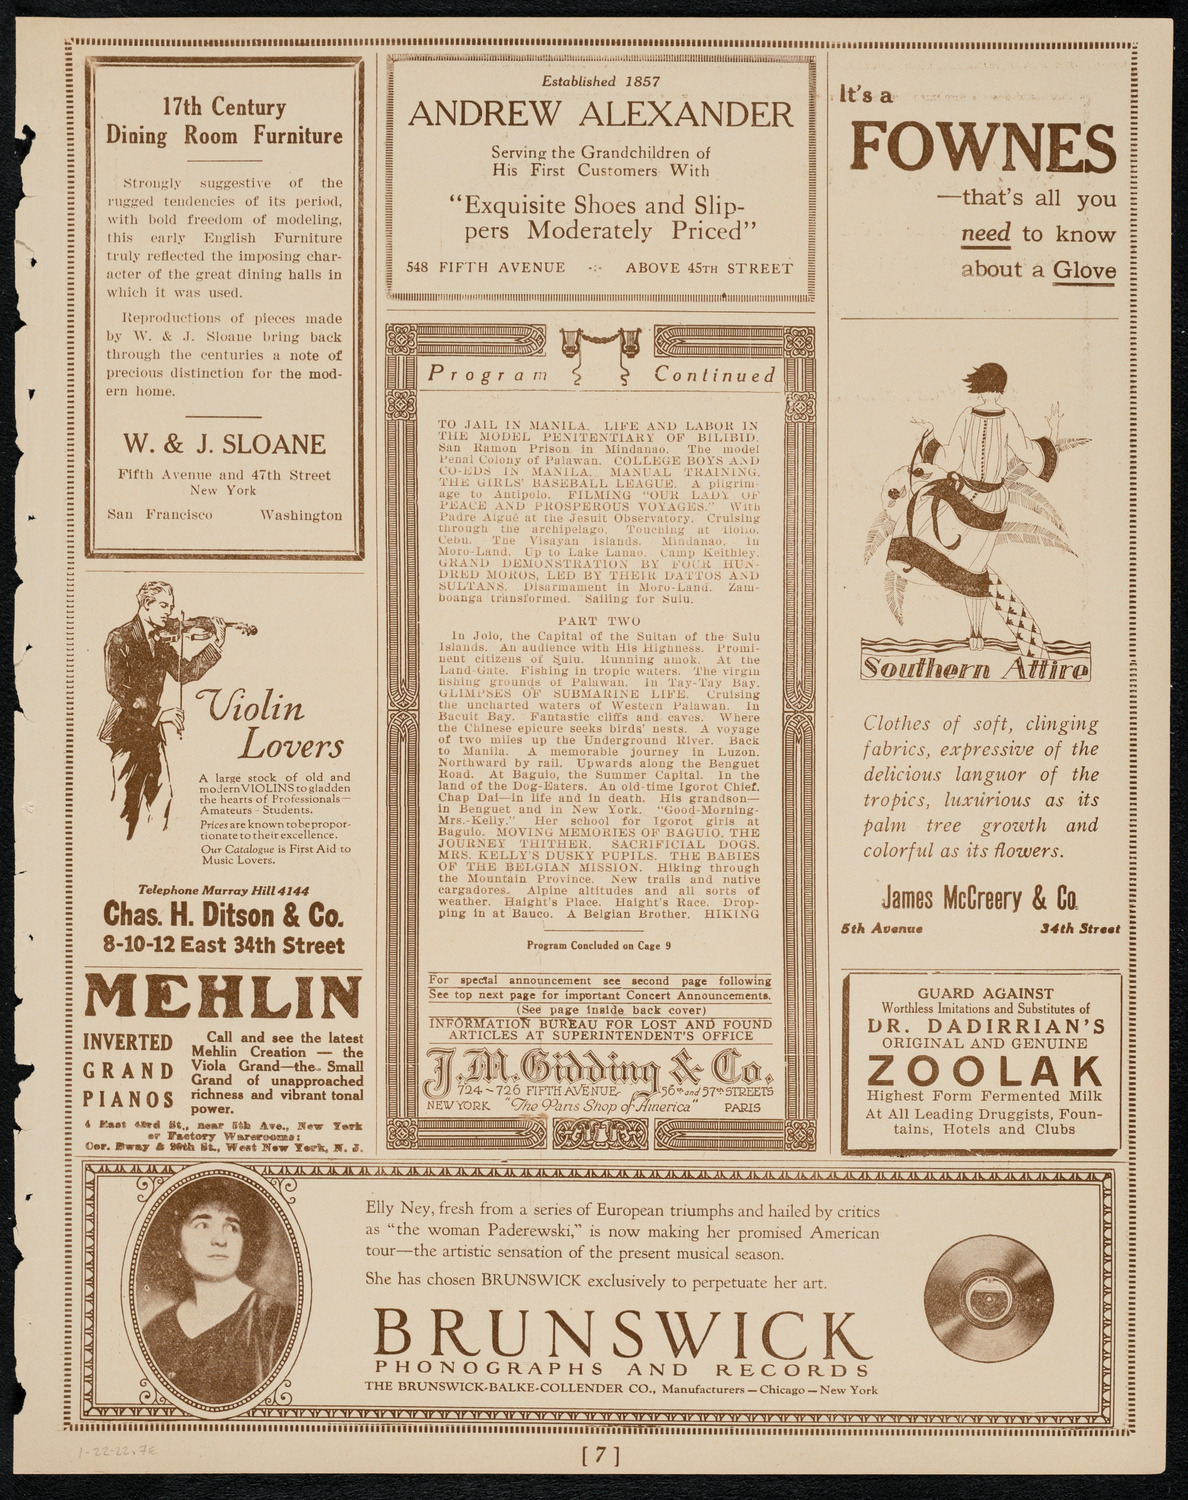 17th Century
Dining Room Furniture
Strongly suggestive of the
rugged tendencies of its period,
with bold freedom of modeling,
this early English Furniture
truly reflected the imposing char-
acter of the great dining halls in
which it was used.
Reproductions of pieces made
by W. & J. Sloane bring back
through the centuries a note of
precious distinction for the mod-
ern home.
W. & J. SLOANE
Fifth Avenue and 47th Street
New York
San Francisco Washington
Violin
Lovers
A large stock of old and
modern VIOLINS to gladden
the hearts of Professionals—
Amateurs - Students.
Prices are known to be propor-
tionate to their excellence.
Our Catalogue is First Aid to
Music Lovers.
Telephone Murray Hill 4144
Chas. H. Ditson & Co.
8-10-12 East 34th Street
MEHLIN
INVERTED
GRAND
PIANOS
Call and see the latest
Mehlin Creation — the
Viola Grand—the Small
Grand of unapproached
richness and vibrant tonal
power.
4 East 43rd St., near 5th Ave., New York
or Factory Warerooms:
Cor. Bway & 20th St., West New York, N. J.
Established 1857
ANDREW ALEXANDER
Serving the Grandchildren of
His First Customers With
"Exquisite Shoes and Slip-
pers Moderately Priced"
548 FIFTH AVENUE -:- ABOVE 45TH STREET
Program Continued
TO JAIL IN MANILA. LIFE AND LABOR IN
THE MODEL PENITENTIARY OF BILIBID.
San Ramon Prison in Mindanao. The model
Penal Colony of Palawan. COLLEGE BOYS AND
CO-EDS IN MANILA. MANUAL TRAINING.
THE GIRLS' BASEBALL LEAGUE. A pilgrim-
age to Antipolo. FILMING "OUR LADY OF
PEACE AND PROSPEROUS VOYAGES." With
Padre Algué at the Jesuit Observatory. Cruising
through the archipelago. Touching at Iloilo.
Cebu. The Visayan Islands. Mindanao. In
Moro-Land. Up to Lake Lanao. Camp Keithley.
GRAND DEMONSTRATION BY FOUR HUN-
DRED MOROS, LED BY THEIR DATTOS AND
SULTANS. Disarmament in Moro-Land. Zam-
boanga transformed. Sailing for Sulu.
PART TWO
In Jolo, the Capital of the Sultan of the Sulu
Islands. An audience with His Highness. Promi-
nent citizens of Sulu. Running amok. At the
Land-Gate. Fishing in tropic waters. The virgin
fishing grounds of Palawan. In Tay-Tay Bay.
GLIMPSES OF SUBMARINE LIFE. Cruising
the uncharted waters of Western Palawan. In
Bacuit Bay. Fantastic cliffs and caves. Where
the Chinese epicure seeks birds' nests. A voyage
of two miles up the Underground River. Back
to Manila. A memorable journey in Luzon.
Northward by rail. Upwards along the Benguet
Road. At Baguio, the Summer Capital. In the
land of the Dog-Eaters. An old-time Igorot Chief.
Chap Dai—in life and in death. His grandson—
in Benguet and in New York. "Good-Morning-
Mrs.-Kelly." Her school for Igorot girls at
Baguio. MOVING MEMORIES OF BAGUIO. THE
JOURNEY THITHER. SACRIFICIAL DOGS.
MRS. KELLY'S DUSKY PUPILS. THE BABIES
OF THE BELGIAN MISSION. Hiking through
the Mountain Province. New trails and native
cargadores. Alpine altitudes and all sorts of
weather. Haight's Place. Haight's Race. Drop-
ping in at Bauco. A Belgian Brother. HIKING
Program Concluded on Cage 9
For special announcement see second page following
See top next page for important Concert Announcements.
(See page inside back cover)
INFORMATION BUREAU FOR LOST AND FOUND
ARTICLES AT SUPERINTENDENT'S OFFICE
J.M. Gidding & Co.
724~726 FIFTH AVENUE - 56th and 57th STREETS
NEW YORK "The Paris Shop of America" PARIS
It's a
FOWNES
—that's all you
need to know
about a Glove
Southern Attire
Clothes of soft, clinging
fabrics, expressive of the
delicious languor of the
tropics, luxurious as its
palm tree growth and
colorful as its flowers.
James McCreery & Co.
5th Avenue 34th Street
GUARD AGAINST
Worthless Imitations and Substitutes of
DR. DADIRRIAN'S
ORIGINAL AND GENUINE
ZOOLAK
Highest Form Fermented Milk
At All Leading Druggists, Foun-
tains, Hotels and Clubs
Elly Ney, fresh from a series of European triumphs and hailed by critics
as "the woman Paderewski," is now making her promised American
tour—the artistic sensation of the present musical season.
She has chosen BRUNSWICK exclusively to perpetuate her art.
BRUNSWICK
PHONOGRAPHS AND RECORDS
THE BRUNSWICK-BALKE-COLLENDER CO., Manufacturers—Chicago—New York
1-22-22.7E
[ 7 ]